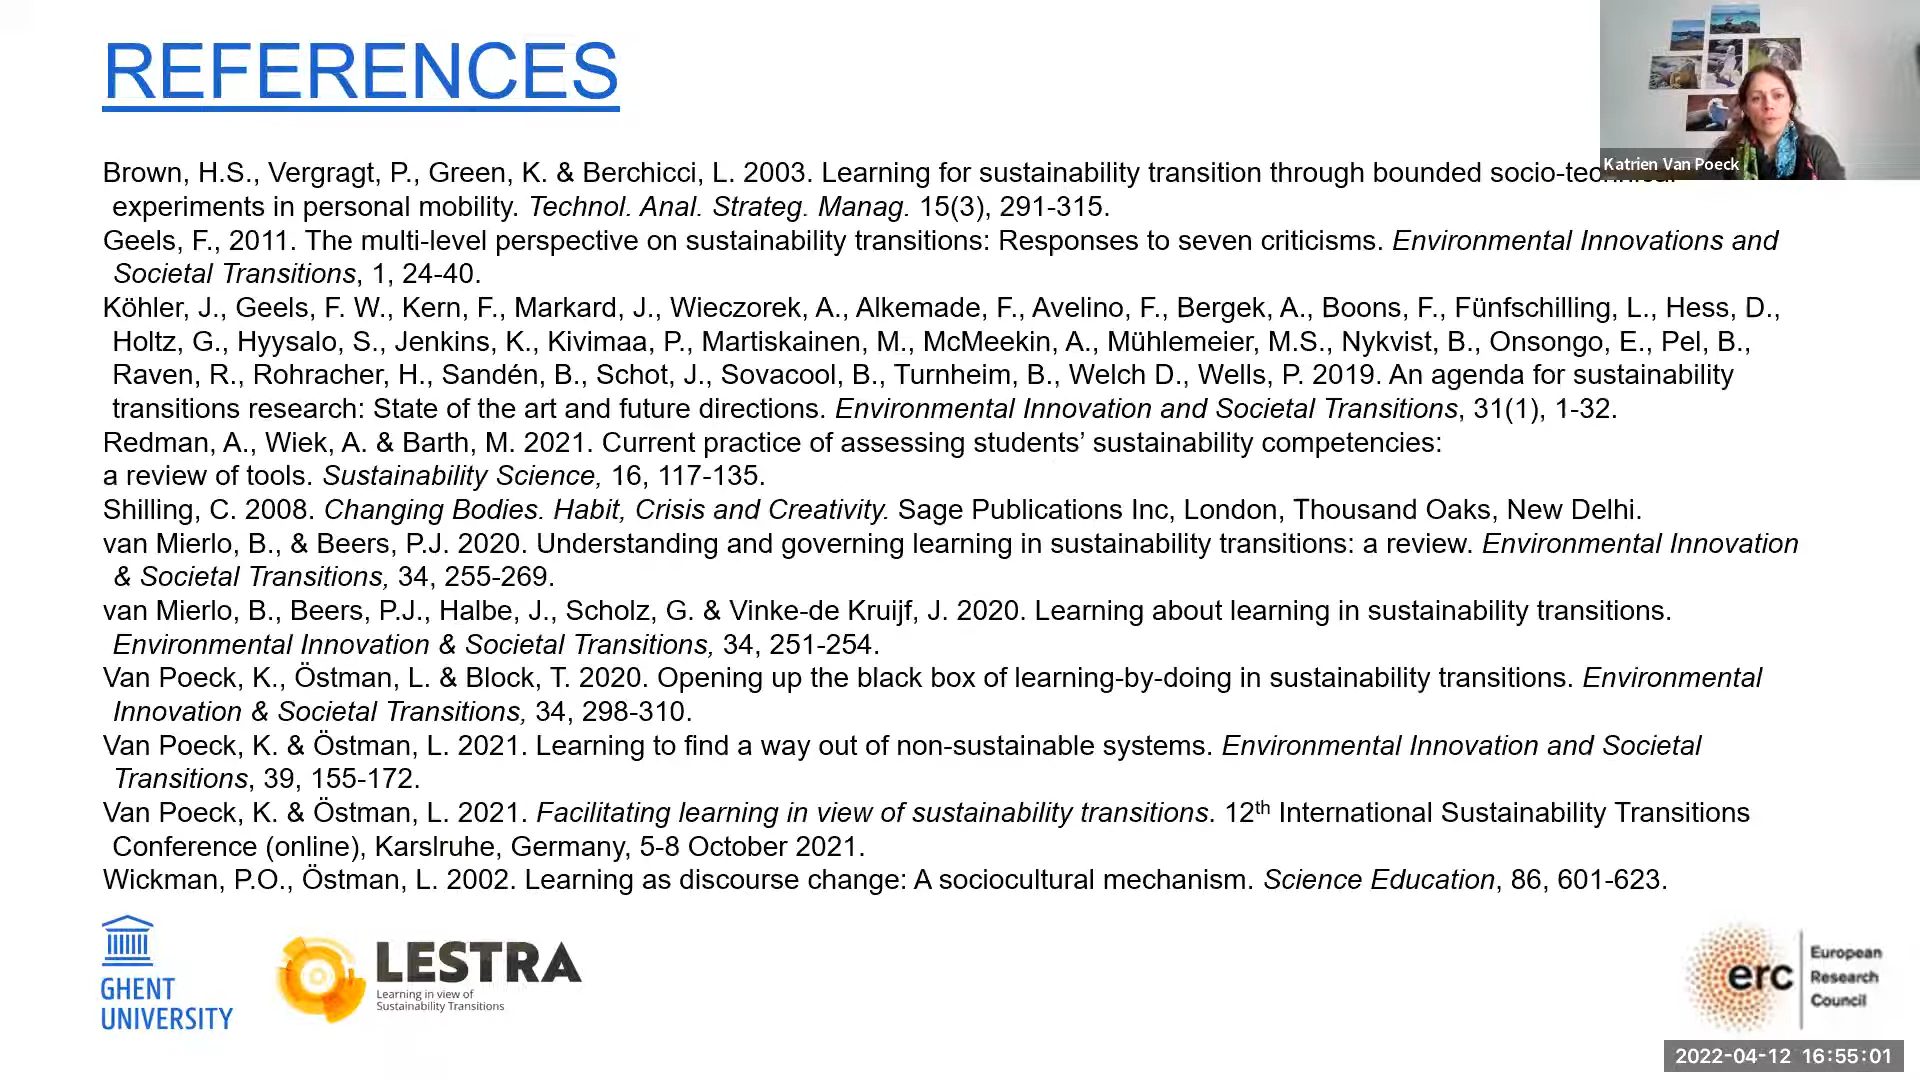 REFERENCES
Katrien Van Poeck
Brown, H.S., Vergragt, P., Green, K. & Berchicci, L. 2003. Learning for sustainability transition through bounded socio-technical
experiments in personal mobility. Technol. Anal. Strateg. Manag. 15(3), 291-315.
Geels, F., 2011. The multi-level perspective on sustainability transitions: Responses to seven criticisms. Environmental Innovations and
Societal Transitions, 1, 24-40.
Köhler, J., Geels, F. W., Kern, F., Markard, J., Wieczorek, A., Alkemade, F., Avelino, F., Bergek, A., Boons, F., Fünfschilling, L., Hess, D.,
Holtz, G., Hyysalo, S., Jenkins, K., Kivimaa, P., Martiskainen, M., McMeekin, A., Mühlemeier, M.S., Nykvist, B., Onsongo, E., Pel, B.,
Raven, R., Rohracher, H., Sandén, B., Schot, J., Sovacool, B., Turnheim, B., Welch D., Wells, P. 2019. An agenda for sustainability
transitions research: State of the art and future directions. Environmental Innovation and Societal Transitions, 31(1), 1-32.
Redman, A., Wiek, A. & Barth, M. 2021. Current practice of assessing students’ sustainability competencies:
a review of tools. Sustainability Science, 16, 117-135.
Shilling, C. 2008. Changing Bodies. Habit, Crisis and Creativity. Sage Publications Inc, London, Thousand Oaks, New Delhi.
van Mierlo, B., & Beers, P.J. 2020. Understanding and governing learning in sustainability transitions: a review. Environmental Innovation
& Societal Transitions, 34, 255-269.
van Mierlo, B., Beers, P.J., Halbe, J., Scholz, G. & Vinke-de Kruijf, J. 2020. Learning about learning in sustainability transitions.
Environmental Innovation & Societal Transitions, 34, 251-254.
Van Poeck, K., Östman, L. & Block, T. 2020. Opening up the black box of learning-by-doing in sustainability transitions. Environmental
Innovation & Societal Transitions, 34, 298-310.
Van Poeck, K. & Östman, L. 2021. Learning to find a way out of non-sustainable systems. Environmental Innovation and Societal
Transitions, 39, 155-172.
Van Poeck, K. & Östman, L. 2021. Facilitating learning in view of sustainability transitions. 12th International Sustainability Transitions
Conference (online), Karslruhe, Germany, 5-8 October 2021.
Wickman, P.O., Östman, L. 2002. Learning as discourse change: A sociocultural mechanism. Science Education, 86, 601-623.
GHENT
UNIVERSITY
LESTRA
Learning in view of
Sustainability Transitions
erc
European
Research
Council
2022-04-12 16:55:01